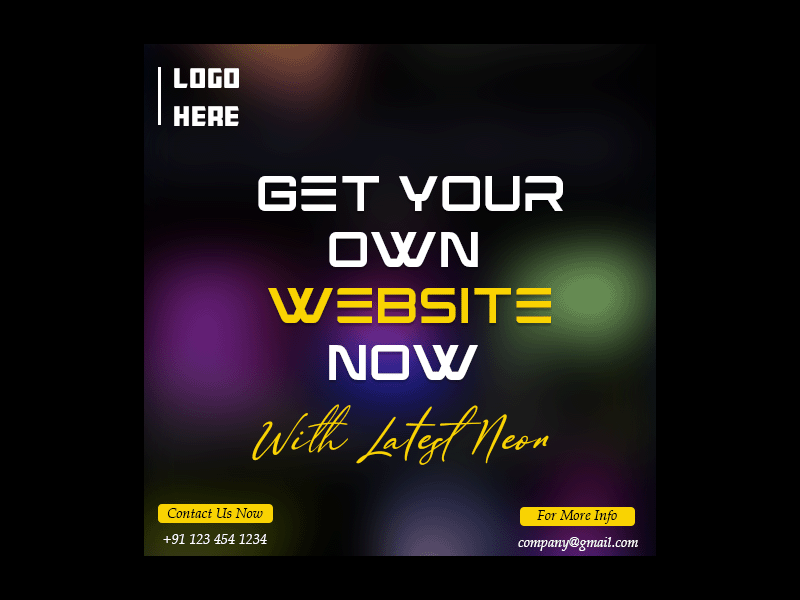 LOGO
HERE
GET YOUR
OWN
WEBSITE
NOW
With Latest Neon
Contact Us Now
+91 123 454 1234
For More Info
company@gmail.com